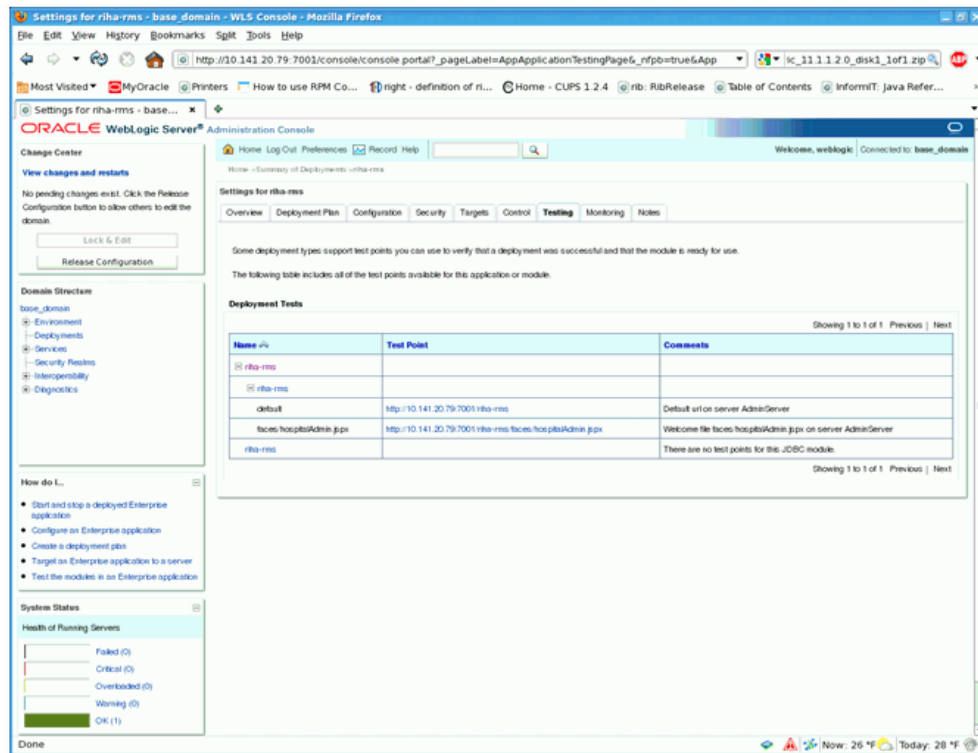 Settings for riha-rms - base_domain - WLS Console - Mozilla Firefox
File Edit View History Bookmarks Split Tools Help
http://10.141.20.79:7001/console/console.portal?_pageLabel=AppApplicationTestingPage&_nfpb=true&App
ic_11.1.1.2.0_disk1_1of1.zip
ABP
Most Visited MyOracle Printers How to use RPM Co... right - definition of ri... Home - CUPS 1.2.4 rib: RibRelease Table of Contents InformIT: Java Refer...
Settings for riha-rms - base...
ORACLE WebLogic Server® Administration Console
Change Center
View changes and restarts
No pending changes exist. Click the Release
Configuration button to allow others to edit the
domain.
Lock & Edit
Release Configuration
Domain Structure
base_domain
Environment
Deployments
Services
Security Realms
Interoperability
Diagnostics
How do I...
Start and stop a deployed Enterprise
application
Configure an Enterprise application
Create a deployment plan
Target an Enterprise application to a server
Test the modules in an Enterprise application
System Status
Health of Running Servers
Failed (0)
Critical (0)
Overloaded (0)
Warning (0)
OK (1)
Home Log Out Preferences Record Help
Welcome, weblogic Connected to: base_domain
Home >Summary of Deployments >riha-rms
Settings for riha-rms
Overview Deployment Plan Configuration Security Targets Control Testing Monitoring Notes
Some deployment types support test points you can use to verify that a deployment was successful and that the module is ready for use.
The following table includes all of the test points available for this application or module.
Deployment Tests
Showing 1 to 1 of 1 Previous | Next
Name Test Point Comments
riha-rms
riha-rms
default http://10.141.20.79:7001/riha-rms Default url on server AdminServer
faces/hospitalAdmin.jspx http://10.141.20.79:7001/riha-rms/faces/hospitalAdmin.jspx Welcome file faces/hospitalAdmin.jspx on server AdminServer
riha-rms There are no test points for this JDBC module.
Showing 1 to 1 of 1 Previous | Next
Done
Now: 26 °F Today: 28 °F